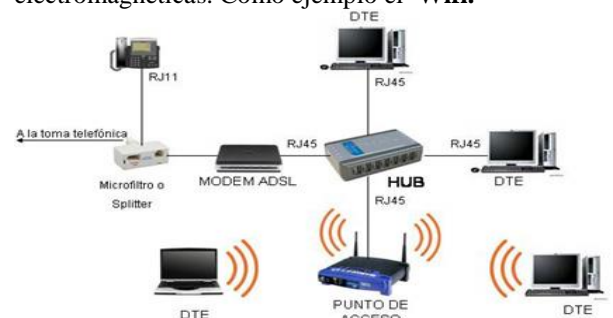 electromagnéticas. Como ejemplo el Wifi.
DTE
RJ11
RJ45
A la toma telefónica
RJ45
RJ45
Microfiltro o
Splitter
MODEM ADSL
HUB
DTE
RJ45
DTE
PUNTO DE
ACCESO
DTE